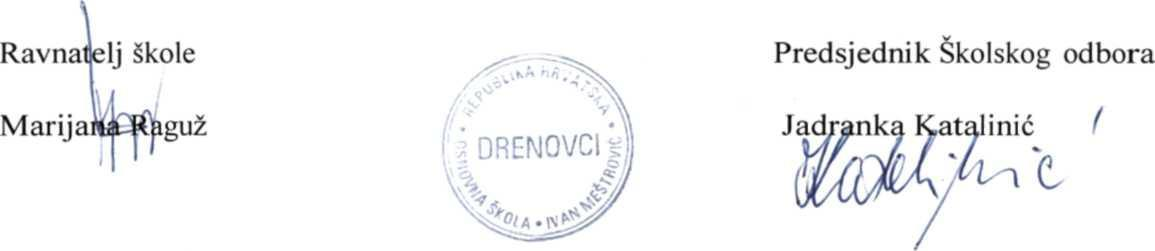 Ravnatelj škole
Predsjednik Školskog odbora
Marijana Raguž
Jadranka Katalinić
REPUBLIKA HRVATSKA
DRENOVCI
OSNOVNA ŠKOLA • IVAN MEŠTROVIĆ